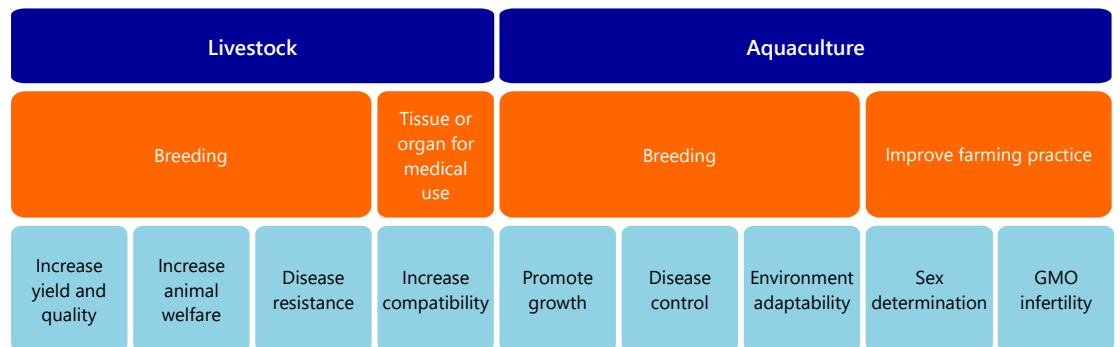 Livestock
Aquaculture
Breeding
Tissue or
organ for
medical
use
Breeding
Improve farming practice
Increase
yield and
quality
Increase
animal
welfare
Disease
resistance
Increase
compatibility
Promote
growth
Disease
control
Environment
adaptability
Sex
determination
GMO
infertility